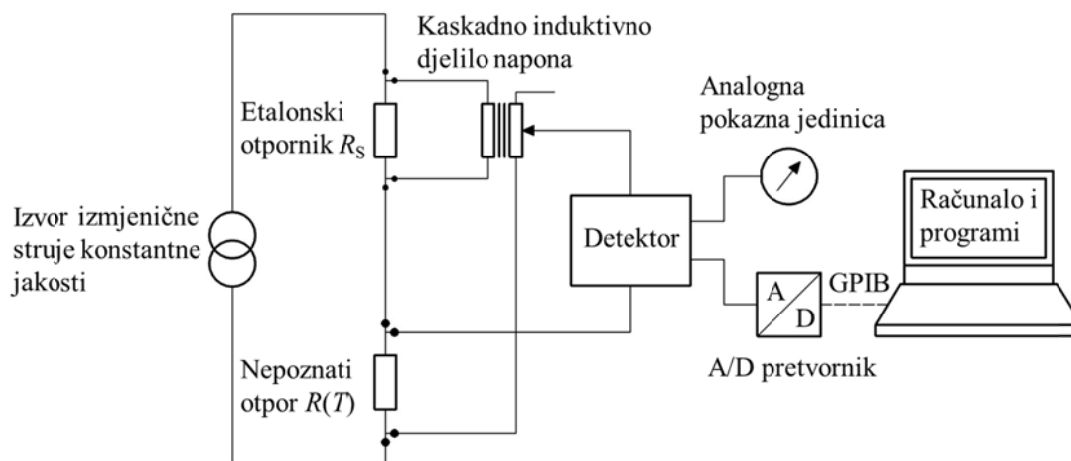 Kaskadno induktivno
djelilo napona
Etalonski
otpornik R_S
Analogna
pokazna jedinica
Izvor izmjenične
struje konstantne
jakosti
Detektor
Računalo i
programi
A
D
GPIB
A/D pretvornik
Nepoznati
otpor R(T)